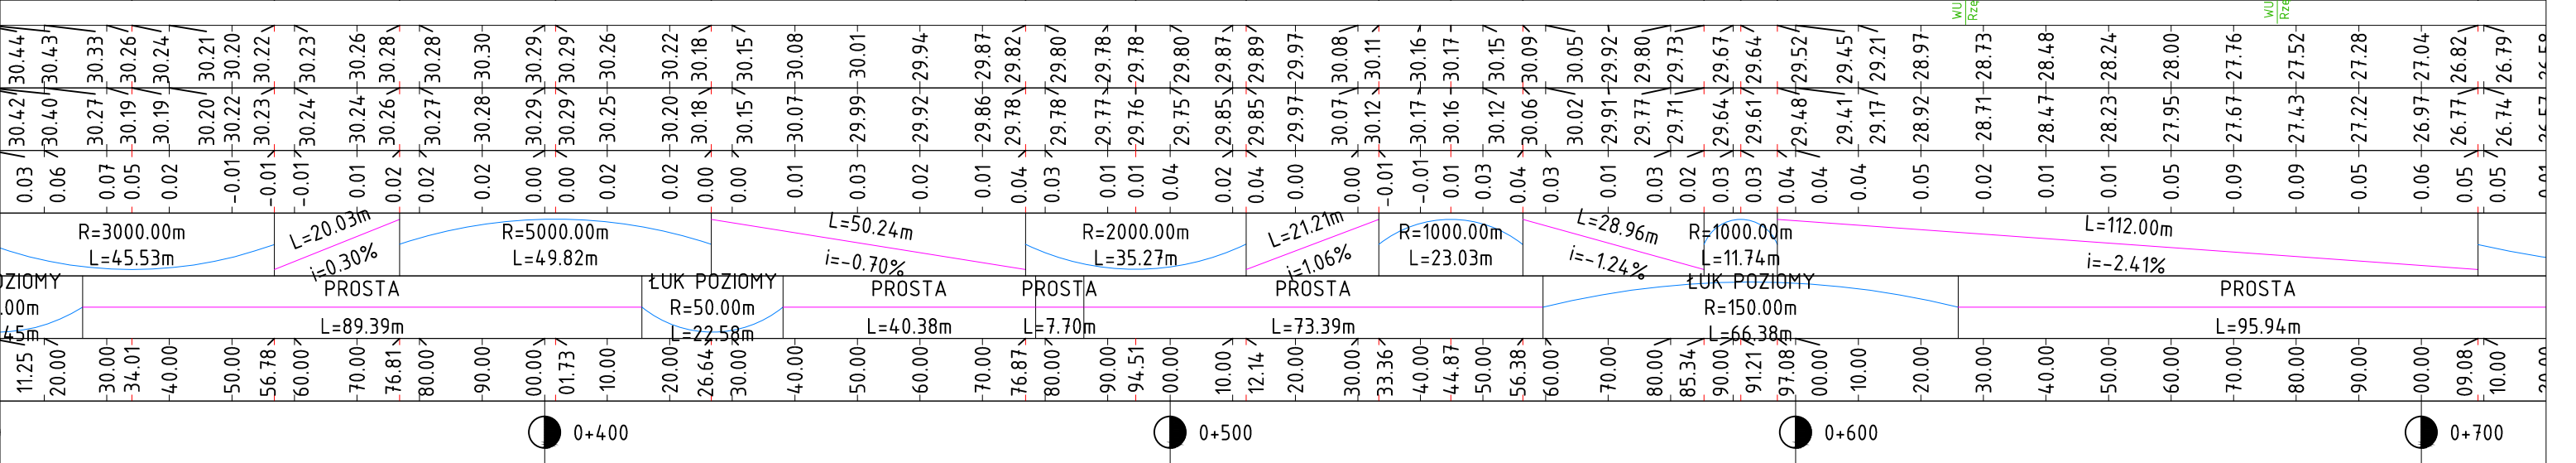 WU
Rze
WU
Rze
30.44 30.43 30.33 30.26 30.24 30.21 30.20 30.22 30.23 30.26 30.28 30.28 30.30 30.29 30.29 30.26 30.22 30.18 30.15 30.08 30.01 29.94 29.87 29.82 29.80 29.78 29.78 29.80 29.87 29.89 29.97 30.08 30.11 30.16 30.17 30.15 30.09 30.05 29.92 29.80 29.73 29.67 29.64 29.52 29.45 29.21 28.97 28.73 28.48 28.24 28.00 27.76 27.52 27.28 27.04 26.82 26.79
30.42 30.40 30.27 30.19 30.19 30.20 30.22 30.23 30.24 30.24 30.26 30.27 30.28 30.29 30.29 30.25 30.20 30.18 30.15 30.07 29.99 29.92 29.86 29.78 29.78 29.77 29.76 29.75 29.85 29.85 29.97 30.07 30.12 30.17 30.16 30.12 30.06 30.02 29.91 29.77 29.71 29.64 29.61 29.48 29.41 29.17 28.92 28.71 28.47 28.23 27.95 27.67 27.43 27.22 26.97 26.77 26.74 26.57
0.03 0.06 0.07 0.05 0.02 -0.01 -0.01 -0.01 0.01 0.02 0.02 0.02 0.00 0.00 0.01 0.02 0.00 0.00 0.01 0.03 0.02 0.01 0.04 0.03 0.01 0.01 0.04 0.02 0.04 0.00 0.00 -0.01 -0.01 0.01 0.03 0.04 0.03 0.01 0.03 0.02 0.03 0.03 0.04 0.04 0.04 0.05 0.02 0.01 0.01 0.04 0.09 0.09 0.06 0.06 0.05 0.05 0.01
R=3000.00m
L=45.53m
L=20.03m
i=0.30%
R=5000.00m
L=49.82m
L=50.24m
i=-0.70%
R=2000.00m
L=35.27m
L=21.21m
i=1.06%
R=1000.00m
L=23.03m
L=28.96m
i=-1.24%
R=1000.00m
L=11.74m
L=112.00m
i=-2.41%
OZIOMY
.00m
45m
PROSTA
L=89.39m
ŁUK POZIOMY
R=50.00m
L=22.58m
PROSTA
L=40.38m
PROSTA
L=7.70m
PROSTA
L=73.39m
ŁUK POZIOMY
R=150.00m
L=66.38m
PROSTA
L=95.94m
11.25 20.00 30.00 34.01 40.00 50.00 56.78 60.00 70.00 76.81 80.00 90.00 00.00 01.73 10.00 20.00 26.64 30.00 40.00 50.00 60.00 70.00 76.87 80.00 90.00 94.51 00.00 10.00 12.14 20.00 30.00 33.36 40.00 44.87 50.00 56.38 60.00 70.00 80.00 85.34 90.00 91.21 97.08 00.00 10.00 20.00 30.00 40.00 50.00 60.00 70.00 80.00 90.00 00.00 09.08 10.00 20.00
0+400
0+500
0+600
0+700